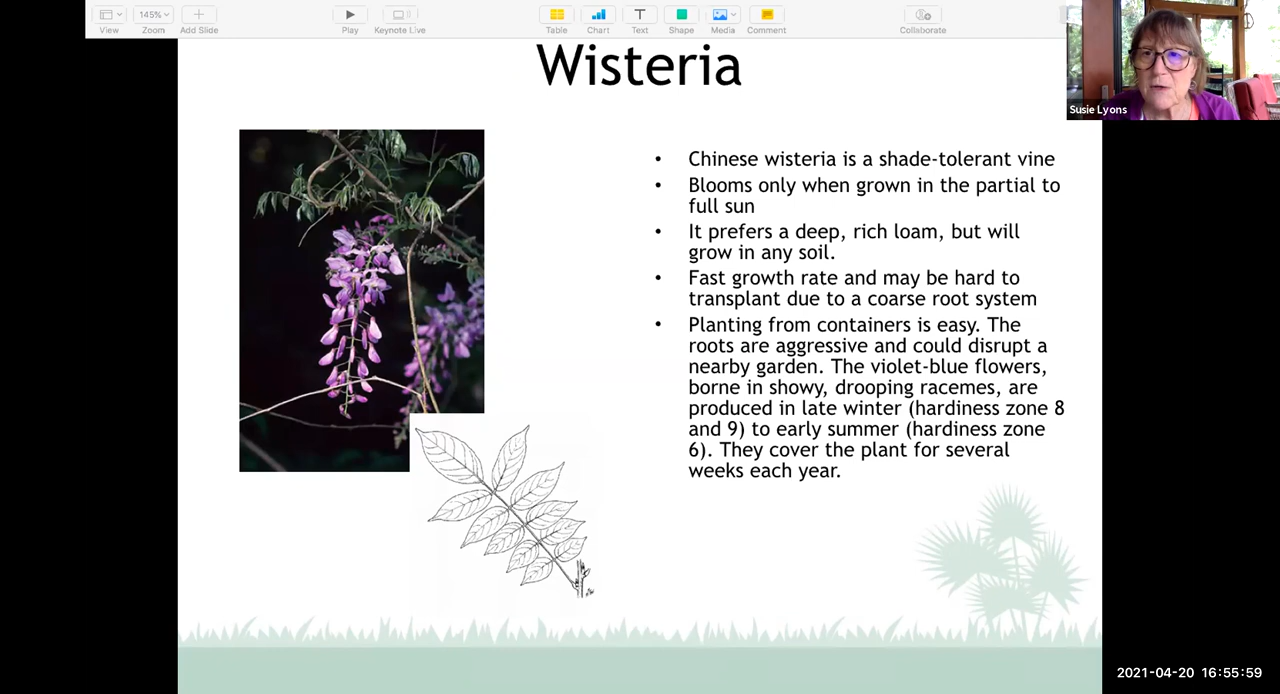 145%
View
Zoom
Add Slide
Play
Keynote Live
Table
Chart
Text
Shape
Media
Comment
Collaborate
Wisteria
Susie Lyons
• Chinese wisteria is a shade-tolerant vine
• Blooms only when grown in the partial to
full sun
• It prefers a deep, rich loam, but will
grow in any soil.
• Fast growth rate and may be hard to
transplant due to a coarse root system
• Planting from containers is easy. The
roots are aggressive and could disrupt a
nearby garden. The violet-blue flowers,
borne in showy, drooping racemes, are
produced in late winter (hardiness zone 8
and 9) to early summer (hardiness zone
6). They cover the plant for several
weeks each year.
2021-04-20 16:55:59